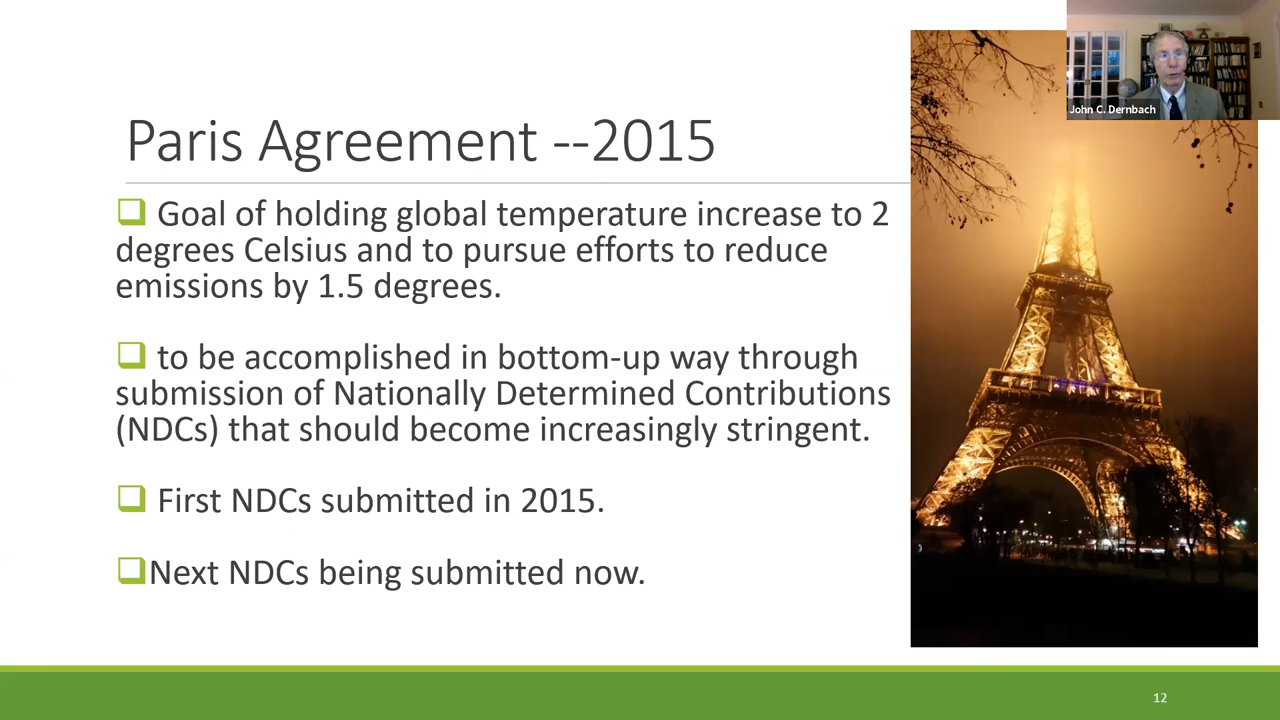 John C. Dernbach
Paris Agreement --2015
Goal of holding global temperature increase to 2
degrees Celsius and to pursue efforts to reduce
emissions by 1.5 degrees.
to be accomplished in bottom-up way through
submission of Nationally Determined Contributions
(NDCs) that should become increasingly stringent.
First NDCs submitted in 2015.
Next NDCs being submitted now.
12